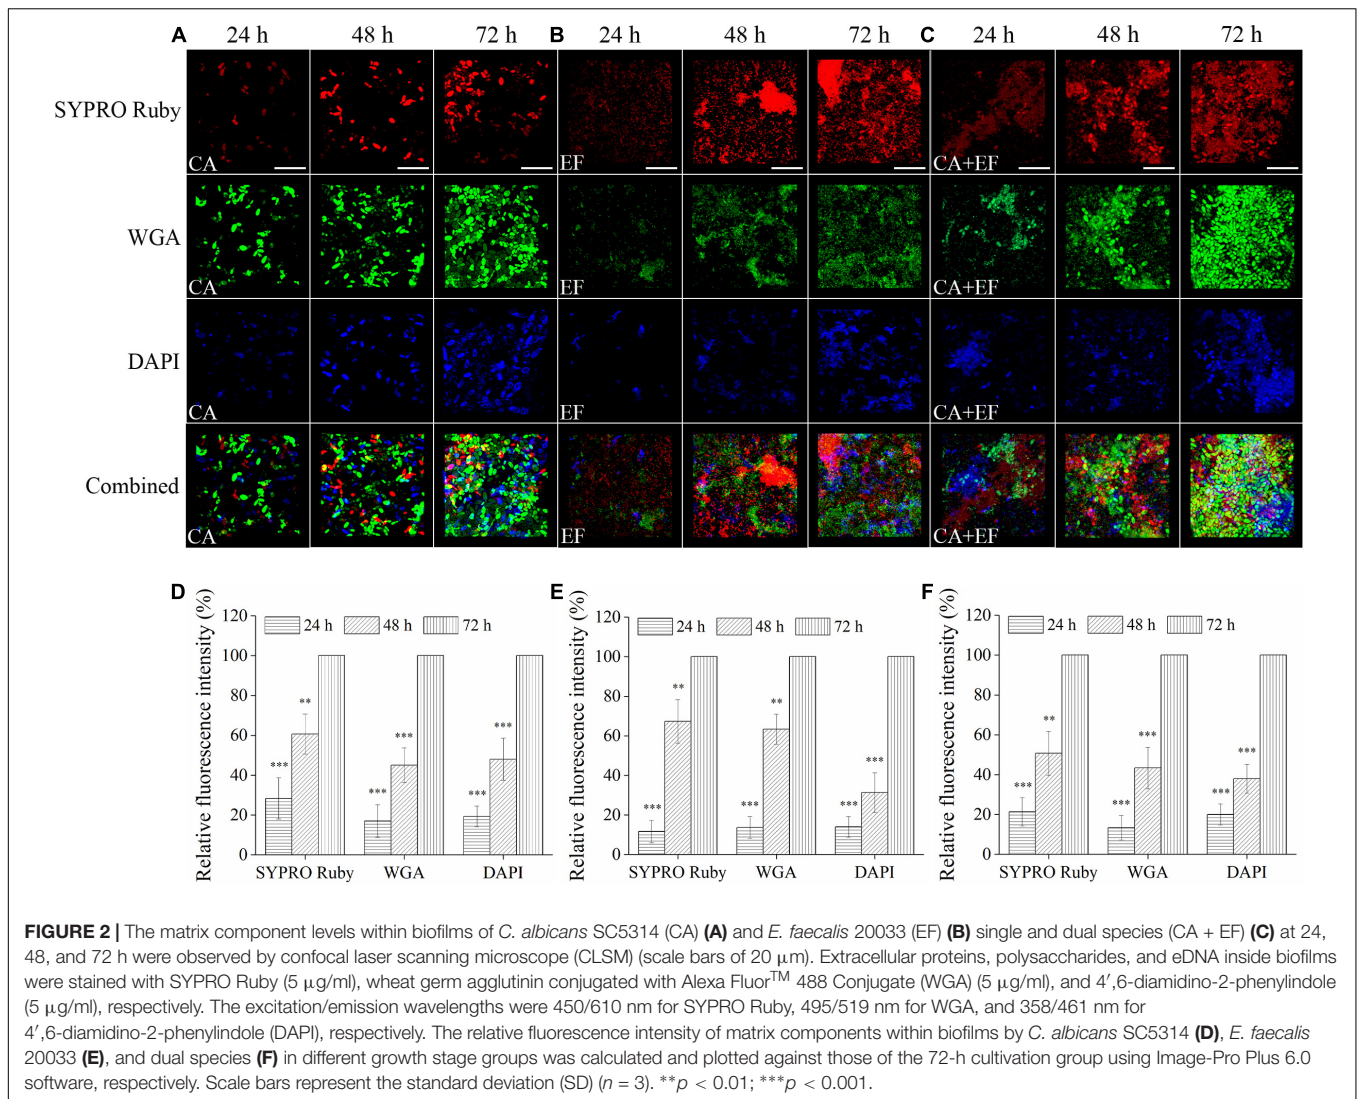 A 24 h 48 h 72 h B 24 h 48 h 72 h C 24 h 48 h 72 h
SYPRO Ruby CA EF CA+EF
WGA CA EF CA+EF
DAPI CA EF CA+EF
Combined CA EF CA+EF
D
Relative fluorescence intensity (%)
120
100
80
60
40
20
0
24 h 48 h 72 h
*** ** *** *** *** ***
SYPRO Ruby WGA DAPI
E
Relative fluorescence intensity (%)
120
100
80
60
40
20
0
24 h 48 h 72 h
*** ** *** ** *** ***
SYPRO Ruby WGA DAPI
F
Relative fluorescence intensity (%)
120
100
80
60
40
20
0
24 h 48 h 72 h
*** ** *** *** *** ***
SYPRO Ruby WGA DAPI
FIGURE 2 | The matrix component levels within biofilms of C. albicans SC5314 (CA) (A) and E. faecalis 20033 (EF) (B) single and dual species (CA + EF) (C) at 24,
48, and 72 h were observed by confocal laser scanning microscope (CLSM) (scale bars of 20 μm). Extracellular proteins, polysaccharides, and eDNA inside biofilms
were stained with SYPRO Ruby (5 μg/ml), wheat germ agglutinin conjugated with Alexa Fluor™ 488 Conjugate (WGA) (5 μg/ml), and 4′,6-diamidino-2-phenylindole
(5 μg/ml), respectively. The excitation/emission wavelengths were 450/610 nm for SYPRO Ruby, 495/519 nm for WGA, and 358/461 nm for
4′,6-diamidino-2-phenylindole (DAPI), respectively. The relative fluorescence intensity of matrix components within biofilms by C. albicans SC5314 (D), E. faecalis
20033 (E), and dual species (F) in different growth stage groups was calculated and plotted against those of the 72-h cultivation group using Image-Pro Plus 6.0
software, respectively. Scale bars represent the standard deviation (SD) (n = 3). **p < 0.01; ***p < 0.001.